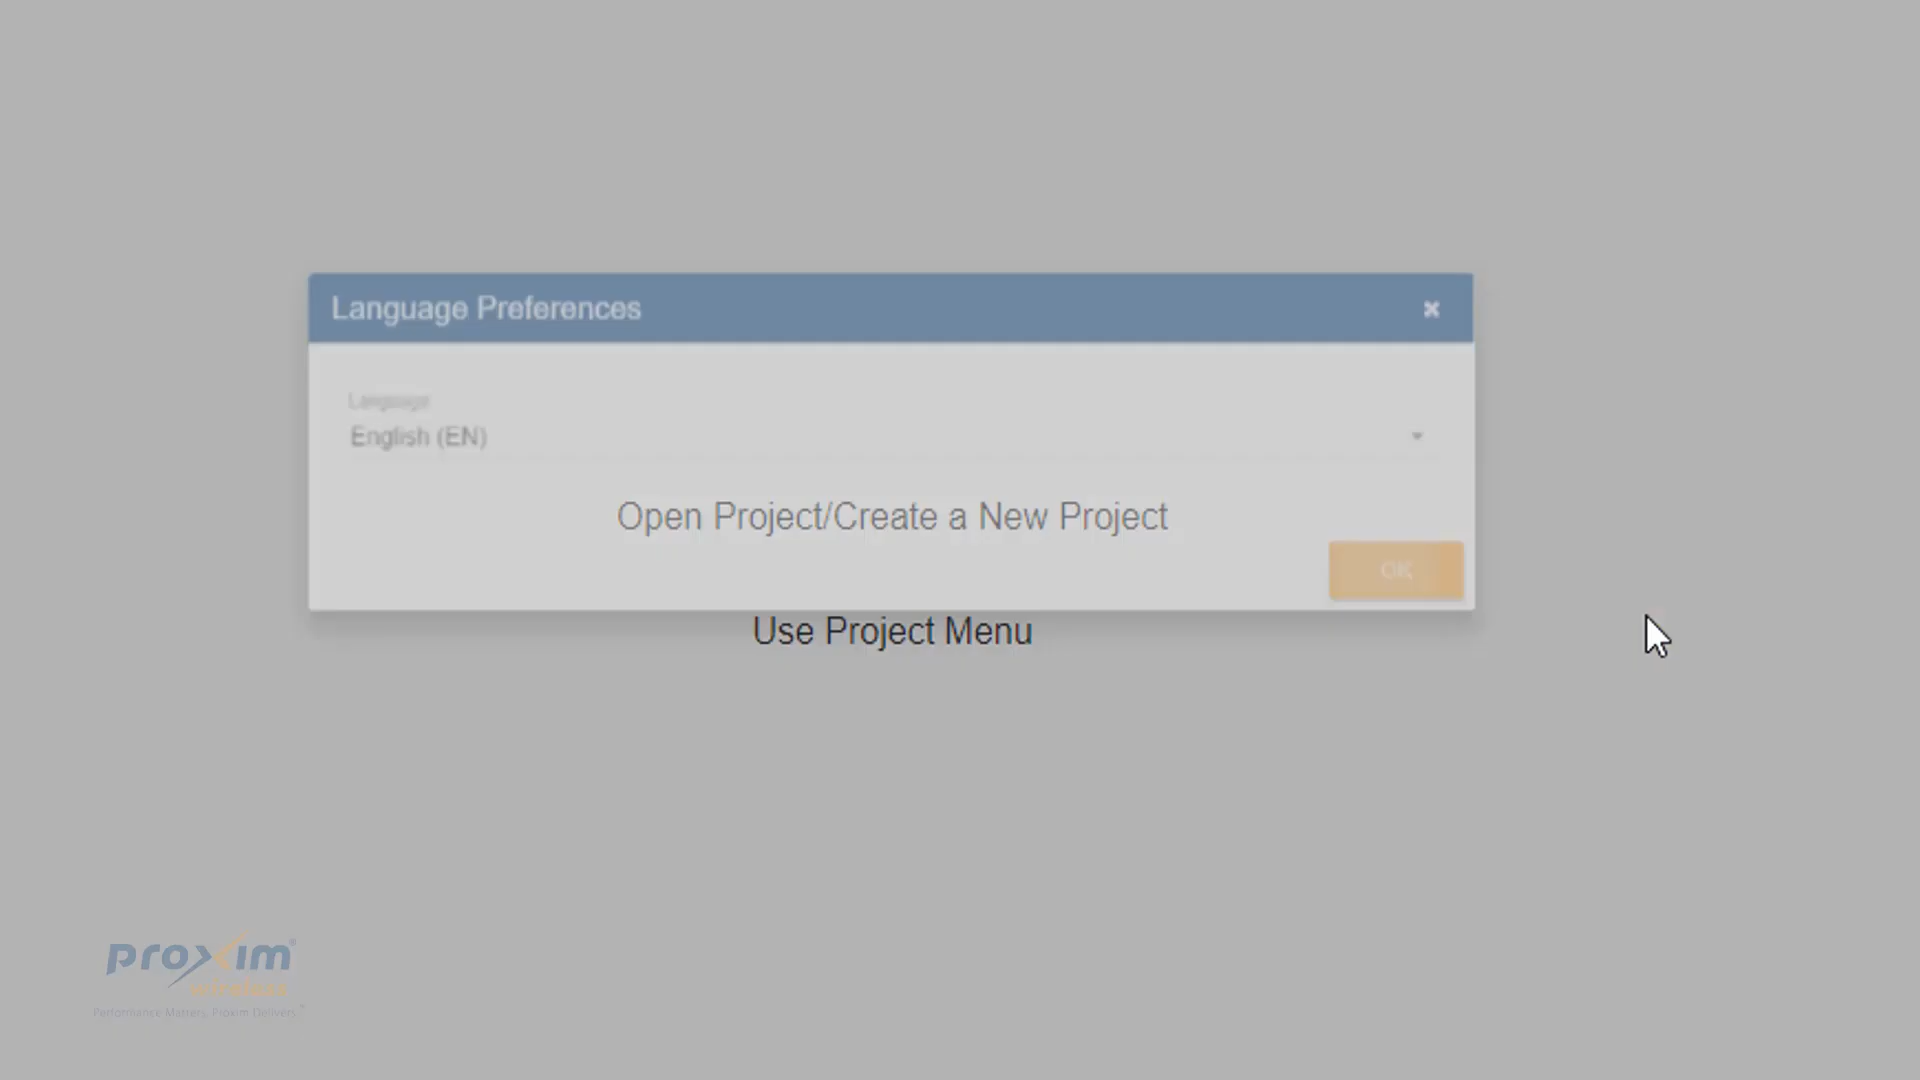 Language Preferences
Language
English (EN)
Open Project/Create a New Project
OK
Use Project Menu
proxim®
wireless
Performance Matters. Proxim Delivers.™